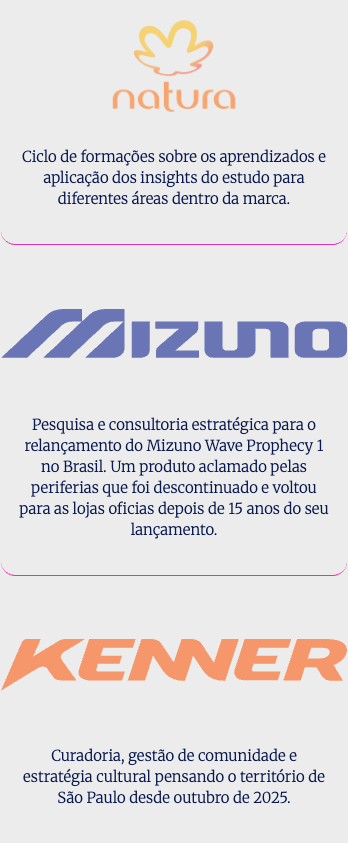 natura
Ciclo de formações sobre os aprendizados e
aplicação dos insights do estudo para
diferentes áreas dentro da marca.
MIZUNO
Pesquisa e consultoria estratégica para o
relançamento do Mizuno Wave Prophecy 1
no Brasil. Um produto aclamado pelas
periferias que foi descontinuado e voltou
para as lojas oficias depois de 15 anos do seu
lançamento.
KENNER
Curadoria, gestão de comunidade e
estratégia cultural pensando o território de
São Paulo desde outubro de 2025.